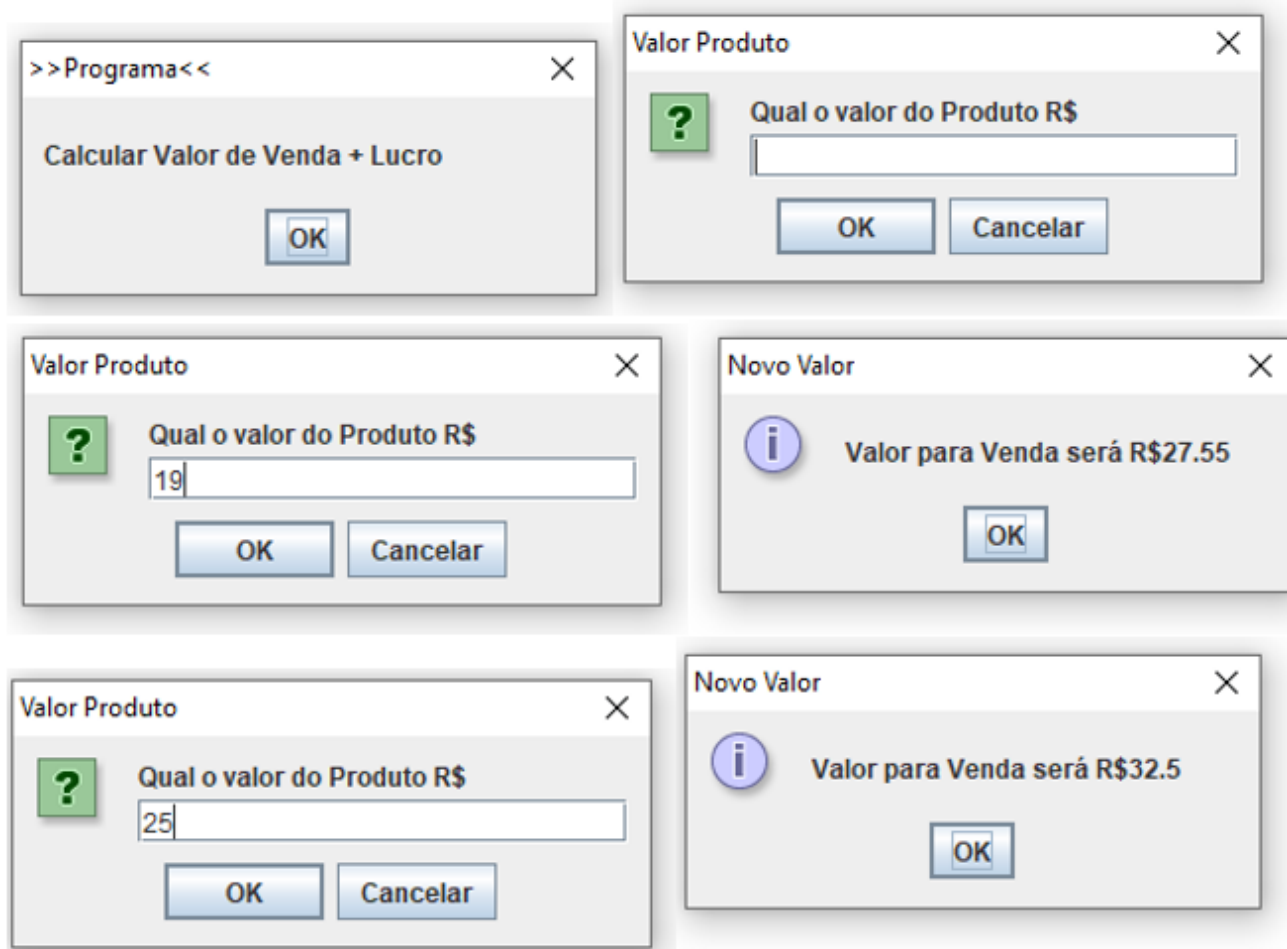 >>Programa<<
Calcular Valor de Venda + Lucro
OK
Valor Produto
Qual o valor do Produto R$
OK
Cancelar
Valor Produto
Qual o valor do Produto R$
19
OK
Cancelar
Novo Valor
Valor para Venda será R$27.55
OK
Valor Produto
Qual o valor do Produto R$
25
OK
Cancelar
Novo Valor
Valor para Venda será R$32.5
OK